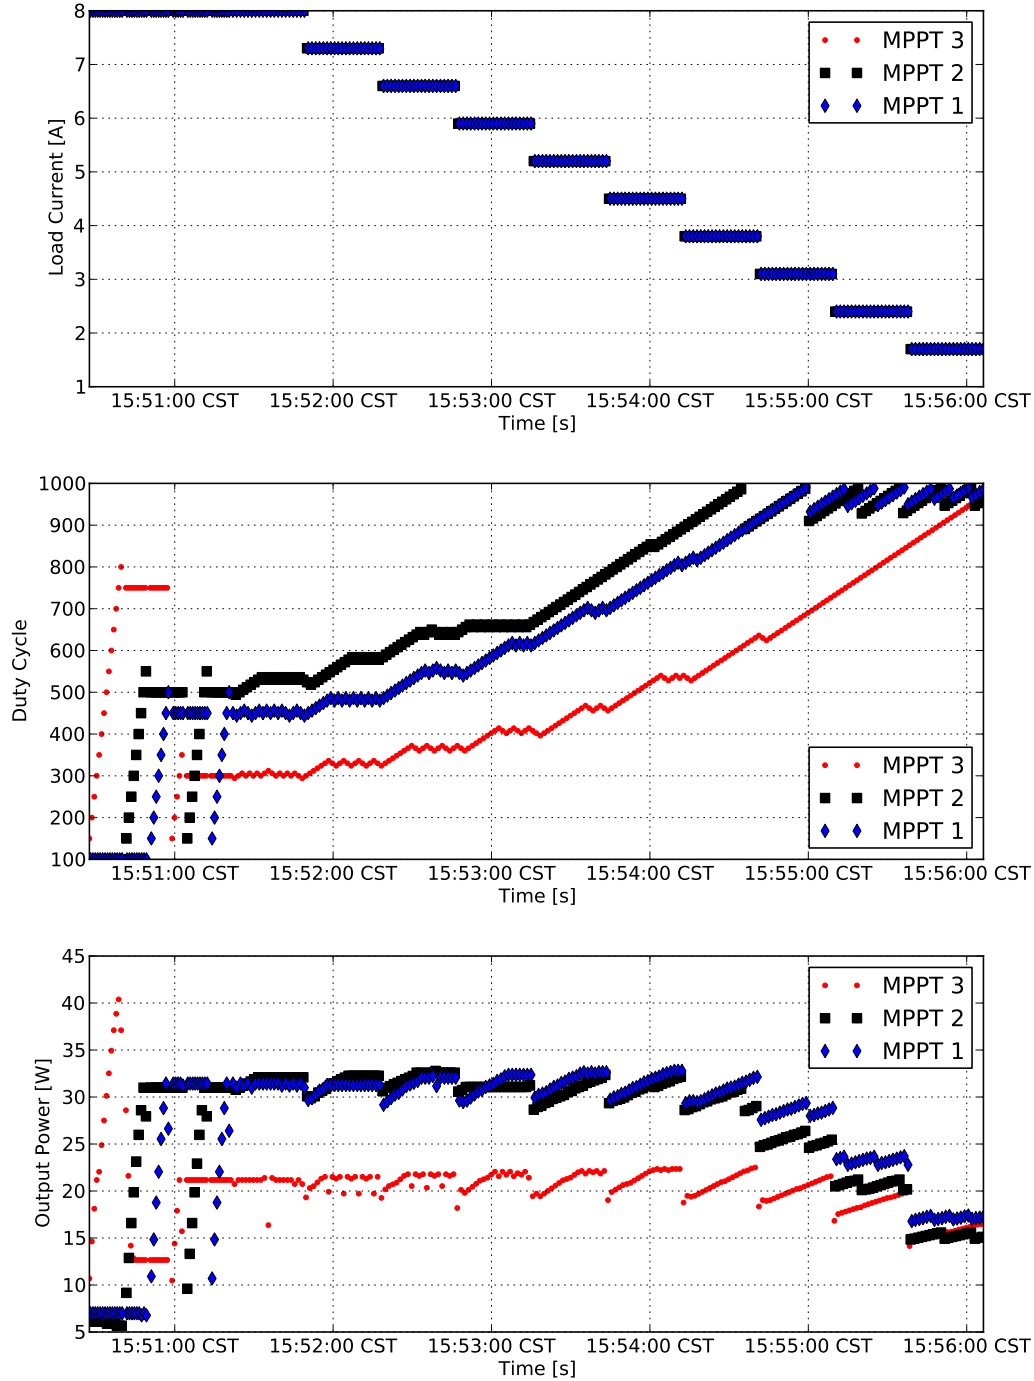 8
7
6
5
4
3
2
1
Load Current [A]
MPPT 3
MPPT 2
MPPT 1
15:51:00 CST 15:52:00 CST 15:53:00 CST 15:54:00 CST 15:55:00 CST 15:56:00 CST
Time [s]
1000
900
800
700
600
500
400
300
200
100
Duty Cycle
MPPT 3
MPPT 2
MPPT 1
15:51:00 CST 15:52:00 CST 15:53:00 CST 15:54:00 CST 15:55:00 CST 15:56:00 CST
Time [s]
45
40
35
30
25
20
15
10
5
Output Power [W]
MPPT 3
MPPT 2
MPPT 1
15:51:00 CST 15:52:00 CST 15:53:00 CST 15:54:00 CST 15:55:00 CST 15:56:00 CST
Time [s]